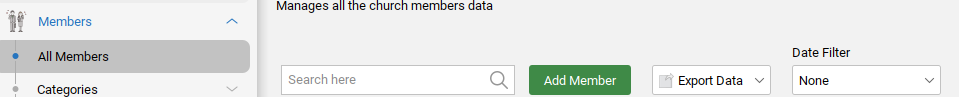 Members
All Members
Categories
Manages all the church members data
Date Filter
Search here
Add Member
Export Data
None